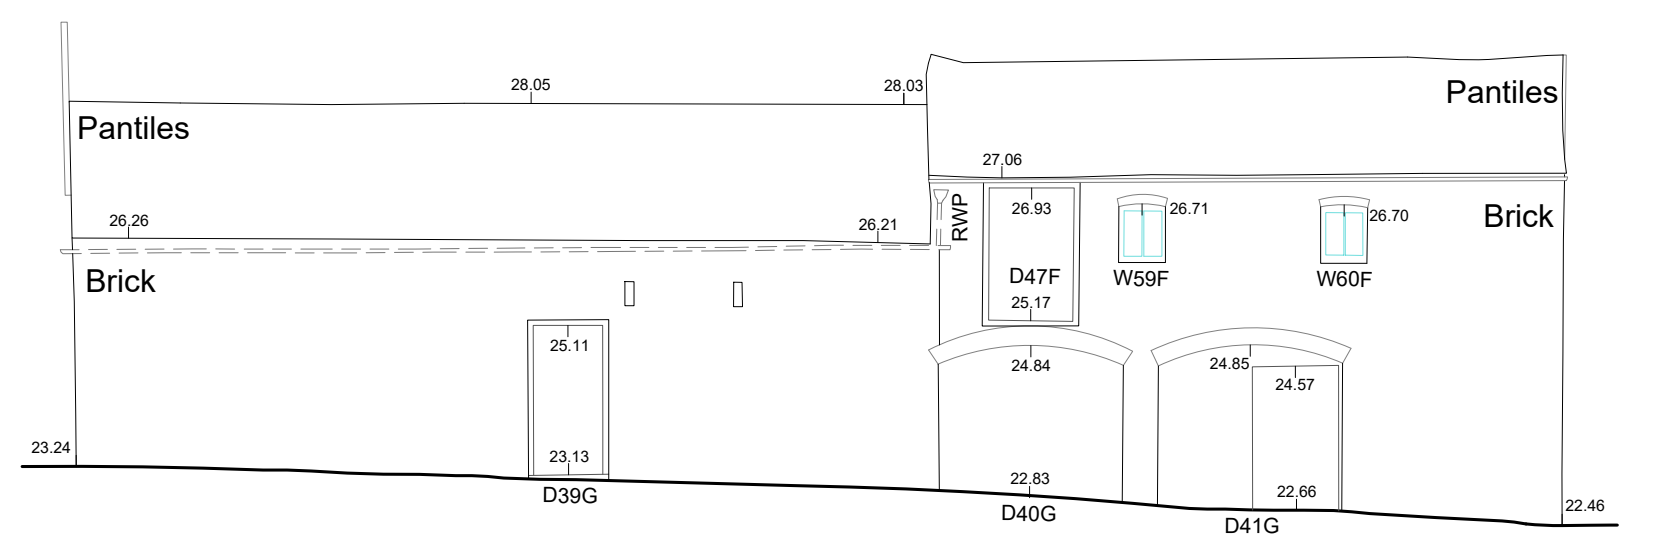 28.05
28.03
Pantiles
Pantiles
27.06
26.26
26.21
RWP
26.93
26.71
26.70
Brick
Brick
D47F
W59F
W60F
25.17
25.11
24.84
24.85
24.57
23.24
23.13
22.83
22.66
22.46
D39G
D40G
D41G